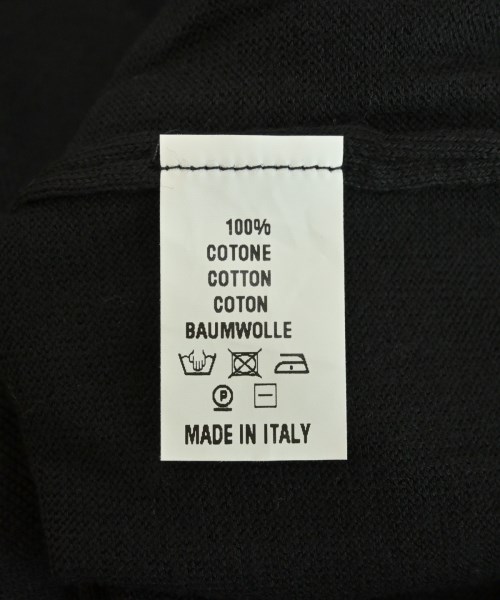 100%
COTONE
COTTON
COTON
BAUMWOLLE
P
MADE IN ITALY